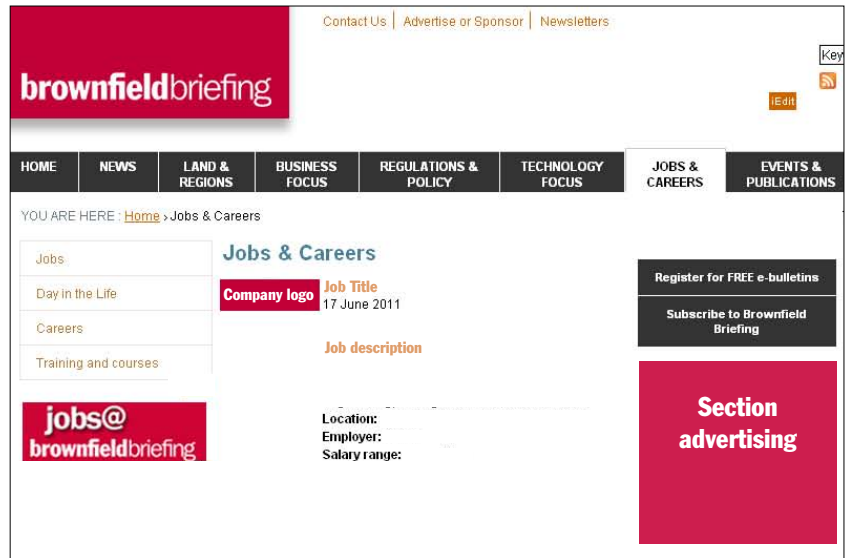 Contact Us | Advertise or Sponsor | Newsletters
Key
brownfieldbriefing
iEdit
HOME
NEWS
LAND &
REGIONS
BUSINESS
FOCUS
REGULATIONS &
POLICY
TECHNOLOGY
FOCUS
JOBS &
CAREERS
EVENTS &
PUBLICATIONS
YOU ARE HERE : Home › Jobs & Careers
Jobs
Day in the Life
Careers
Training and courses
jobs@
brownfieldbriefing
Jobs & Careers
Company logo
Job Title
17 June 2011
Job description
Location:
Employer:
Salary range:
Register for FREE e-bulletins
Subscribe to Brownfield
Briefing
Section
advertising